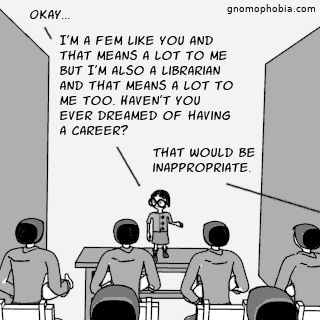 gnomophobia.com
OKAY...
I'M A FEM LIKE YOU AND
THAT MEANS A LOT TO ME
BUT I'M ALSO A LIBRARIAN
AND THAT MEANS A LOT TO
ME TOO. HAVEN'T YOU
EVER DREAMED OF HAVING
A CAREER?
THAT WOULD BE
INAPPROPRIATE.